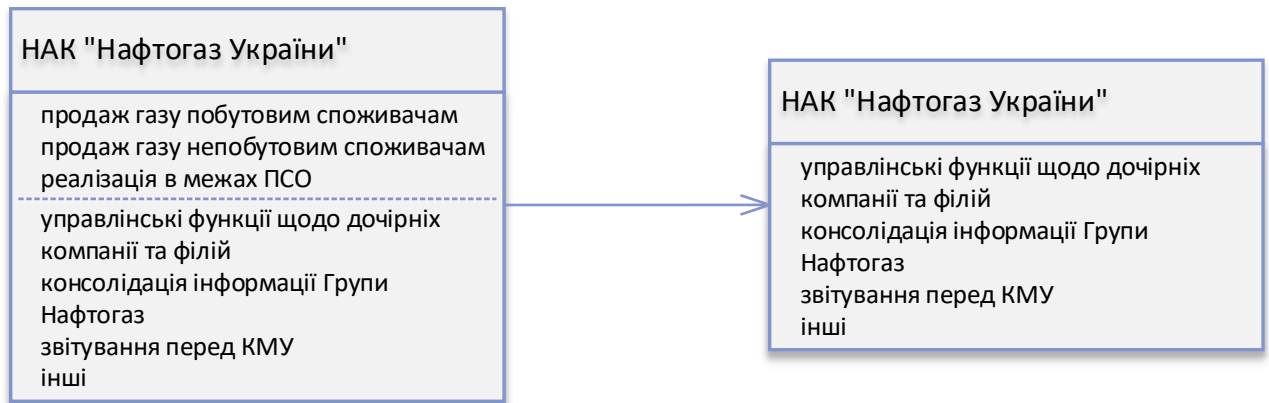 НАК "Нафтогаз України"
продаж газу побутовим споживачам
продаж газу непобутовим споживачам
реалізація в межах ПСО
управлінські функції щодо дочірніх
компанії та філій
консолідація інформації Групи
Нафтогаз
звітування перед КМУ
інші
НАК "Нафтогаз України"
управлінські функції щодо дочірніх
компанії та філій
консолідація інформації Групи
Нафтогаз
звітування перед КМУ
інші